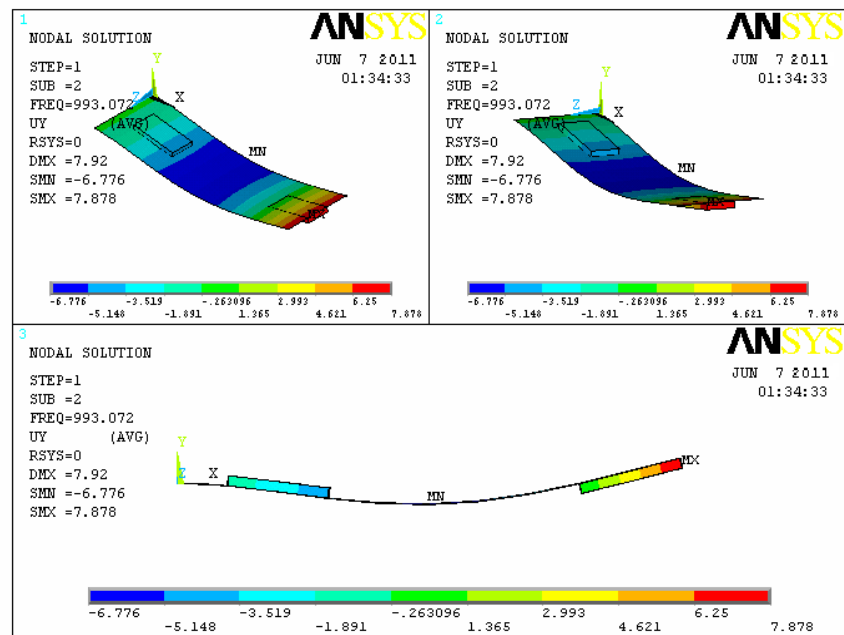 1
ANSYS
NODAL SOLUTION
JUN 7 2011
01:34:33
STEP=1
SUB =2
FREQ=993.072
UY (AVG)
RSYS=0
DMX =7.92
SMN =-6.776
SMX =7.878
Y
Z
X
MN
MX
-6.776 -3.519 -.263096 2.993 6.25
-5.148 -1.891 1.365 4.621 7.878
2
ANSYS
NODAL SOLUTION
JUN 7 2011
01:34:33
STEP=1
SUB =2
FREQ=993.072
UY (AVG)
RSYS=0
DMX =7.92
SMN =-6.776
SMX =7.878
Y
Z
X
MN
MX
-6.776 -3.519 -.263096 2.993 6.25
-5.148 -1.891 1.365 4.621 7.878
3
ANSYS
NODAL SOLUTION
JUN 7 2011
01:34:33
STEP=1
SUB =2
FREQ=993.072
UY (AVG)
RSYS=0
DMX =7.92
SMN =-6.776
SMX =7.878
Y
Z X
MN
MX
-6.776 -3.519 -.263096 2.993 6.25
-5.148 -1.891 1.365 4.621 7.878